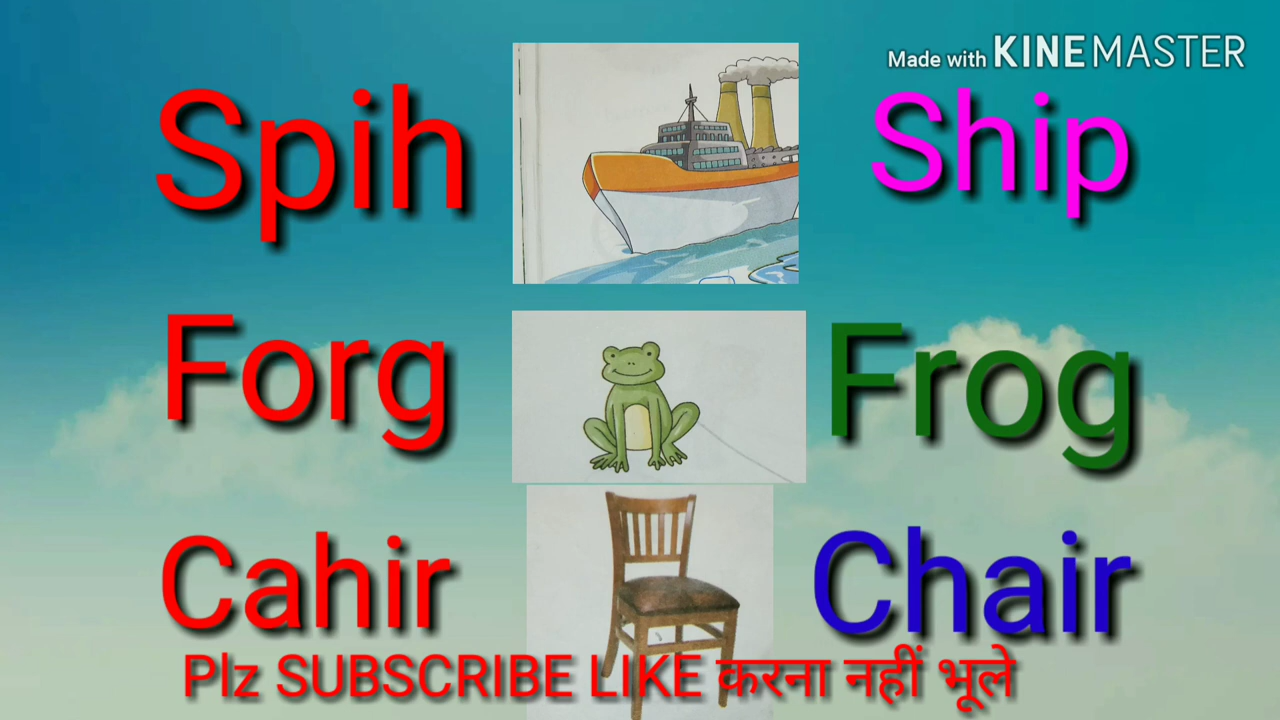 Made with KINEMASTER
Spih Ship
Forg Frog
Cahir Chair
Plz SUBSCRIBE LIKE करना नहीं भूले